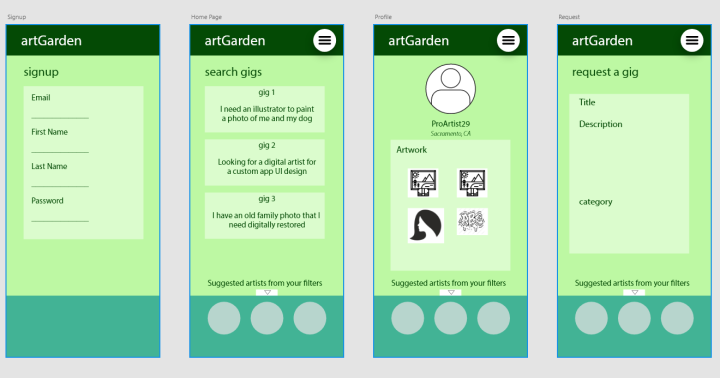 Signup
artGarden
signup
Email
First Name
Last Name
Password
Home Page
artGarden
search gigs
gig 1
I need an illustrator to paint
a photo of me and my dog
gig 2
Looking for a digital artist for
a custom app UI design
gig 3
I have an old family photo that I
need digitally restored
Suggested artists from your filters
Profile
artGarden
ProArtist29
Sacramento, CA
Artwork
ABC
Suggested artists from your filters
Request
artGarden
request a gig
Title
Description
category
Suggested artists from your filters